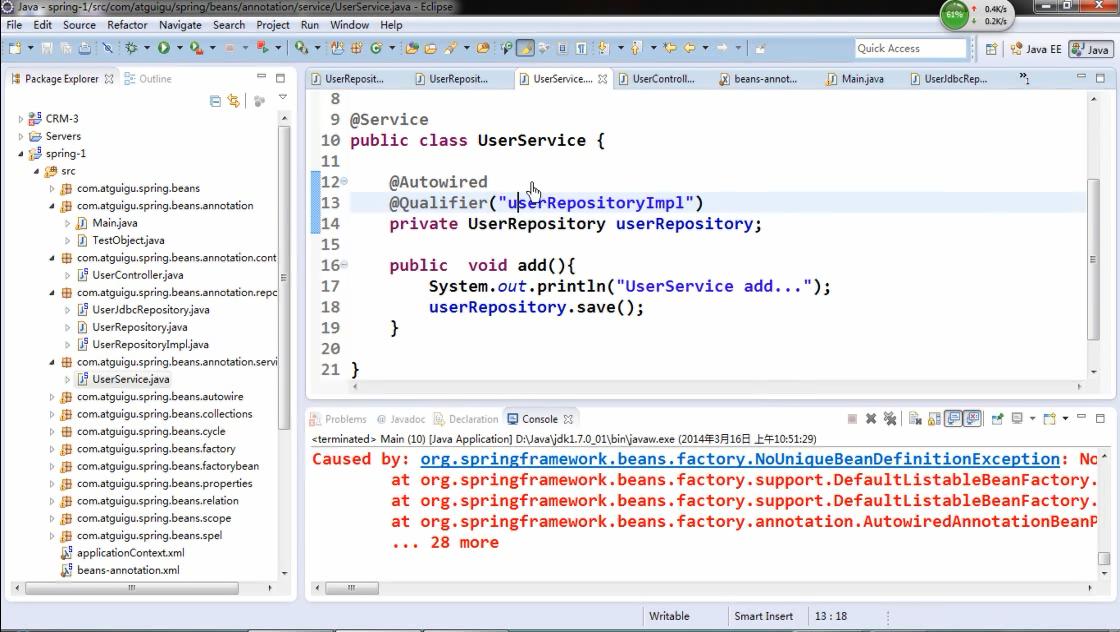 Java - spring-1/src/com/atguigu/spring/beans/annotation/service/UserService.java - Eclipse
61%
0.4K/s
0.2K/s
File Edit Source Refactor Navigate Search Project Run Window Help
Quick Access
Java EE
Java
Package Explorer
Outline
CRM-3
Servers
spring-1
src
com.atguigu.spring.beans
com.atguigu.spring.beans.annotation
Main.java
TestObject.java
com.atguigu.spring.beans.annotation.cont
UserController.java
com.atguigu.spring.beans.annotation.repo
UserJdbcRepository.java
UserRepository.java
UserRepositoryImpl.java
com.atguigu.spring.beans.annotation.servi
UserService.java
com.atguigu.spring.beans.autowire
com.atguigu.spring.beans.collections
com.atguigu.spring.beans.cycle
com.atguigu.spring.beans.factory
com.atguigu.spring.beans.factorybean
com.atguigu.spring.beans.properties
com.atguigu.spring.beans.relation
com.atguigu.spring.beans.scope
com.atguigu.spring.beans.spel
applicationContext.xml
beans-annotation.xml
UserReposit... UserReposit... UserService.... UserControll... beans-annot... Main.java UserJdbcRep... »1
8
9 @Service
10 public class UserService {
11
12 @Autowired
13 @Qualifier("userRepositoryImpl")
14 private UserRepository userRepository;
15
16 public  void add(){
17 System.out.println("UserService add...");
18 userRepository.save();
19 }
20
21 }
Problems @ Javadoc Declaration Console
<terminated> Main (10) [Java Application] D:\Java\jdk1.7.0_01\bin\javaw.exe (2014年3月16日 上午10:51:29)
Caused by: org.springframework.beans.factory.NoUniqueBeanDefinitionException: No
at org.springframework.beans.factory.support.DefaultListableBeanFactory.
at org.springframework.beans.factory.support.DefaultListableBeanFactory.
at org.springframework.beans.factory.annotation.AutowiredAnnotationBeanP
... 28 more
Writable
Smart Insert
13 : 18